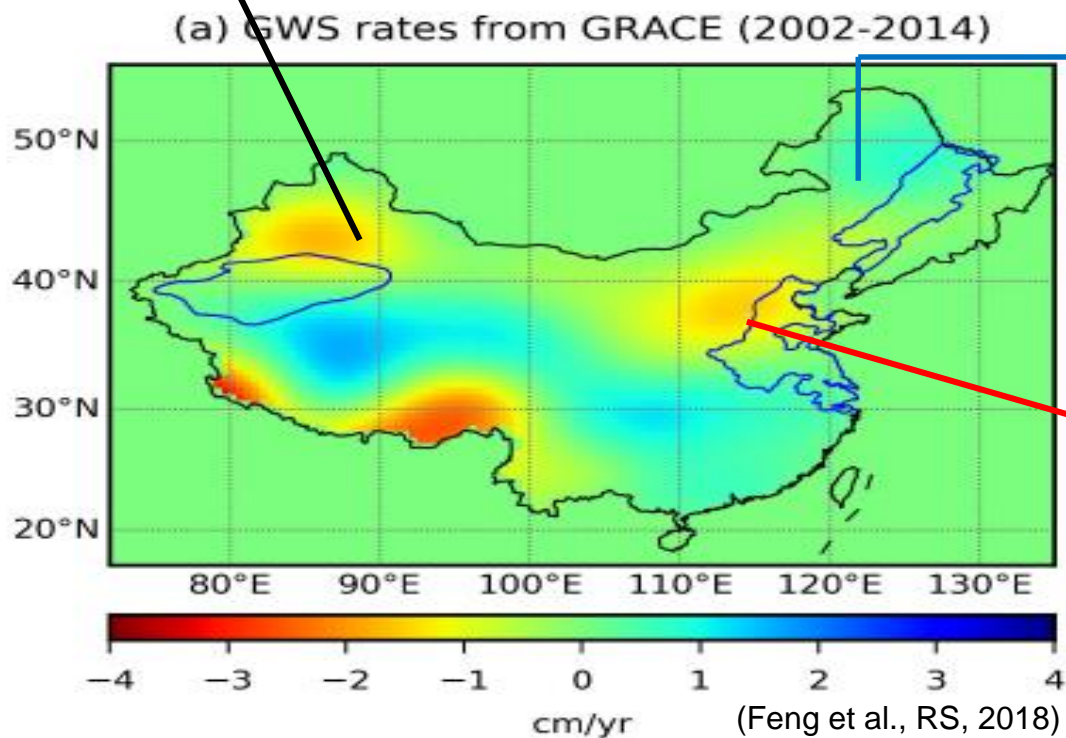 (a) GWS rates from GRACE (2002-2014)
50°N
40°N
30°N
20°N
80°E 90°E 100°E 110°E 120°E 130°E
−4 −3 −2 −1 0 1 2 3 4
cm/yr (Feng et al., RS, 2018)